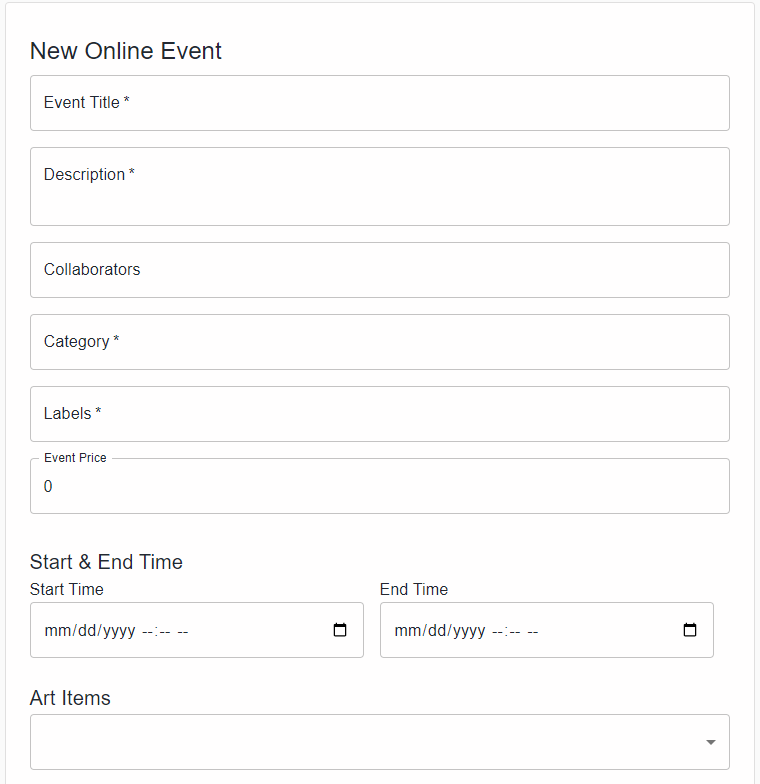 New Online Event
Event Title *
Description *
Collaborators
Category *
Labels *
Event Price
0
Start & End Time
Start Time
End Time
mm/dd/yyyy --:-- --
mm/dd/yyyy --:-- --
Art Items